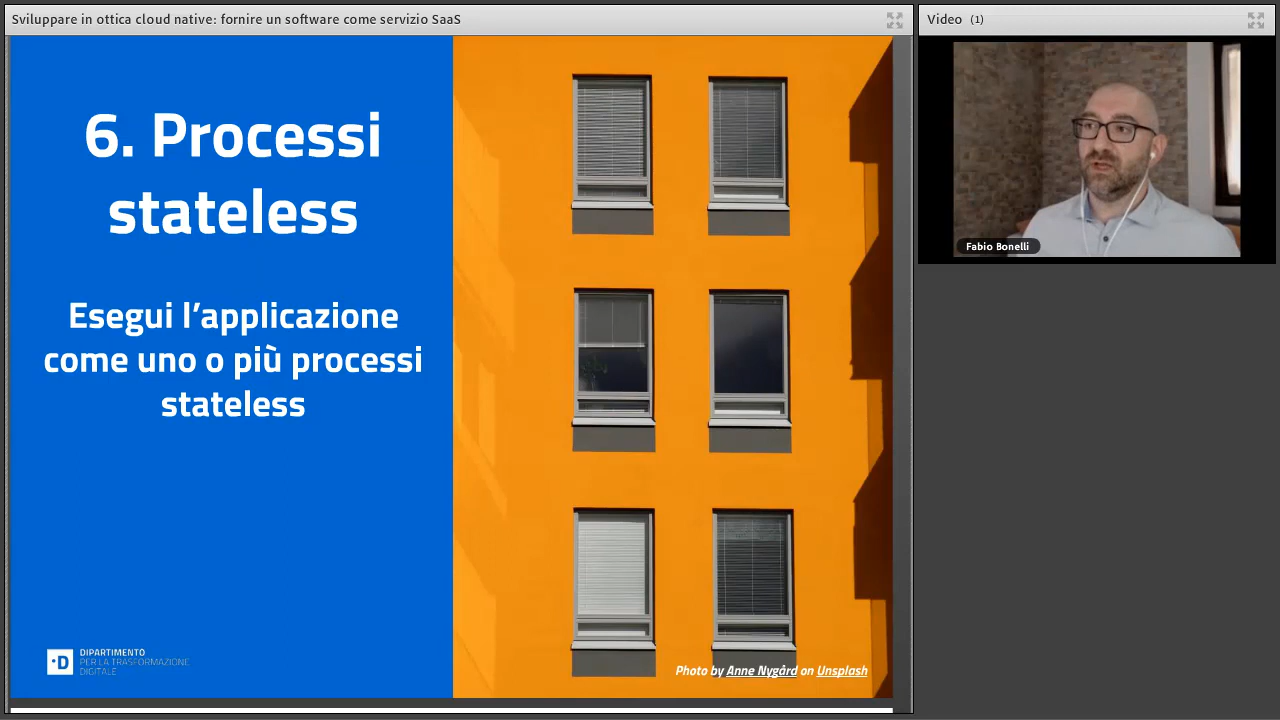 Sviluppare in ottica cloud native: fornire un software come servizio SaaS
Video (1)
6. Processi
stateless
Esegui l’applicazione
come uno o più processi
stateless
DIPARTIMENTO
PER LA TRASFORMAZIONE
DIGITALE
Photo by Anne Nygård on Unsplash
Fabio Bonelli